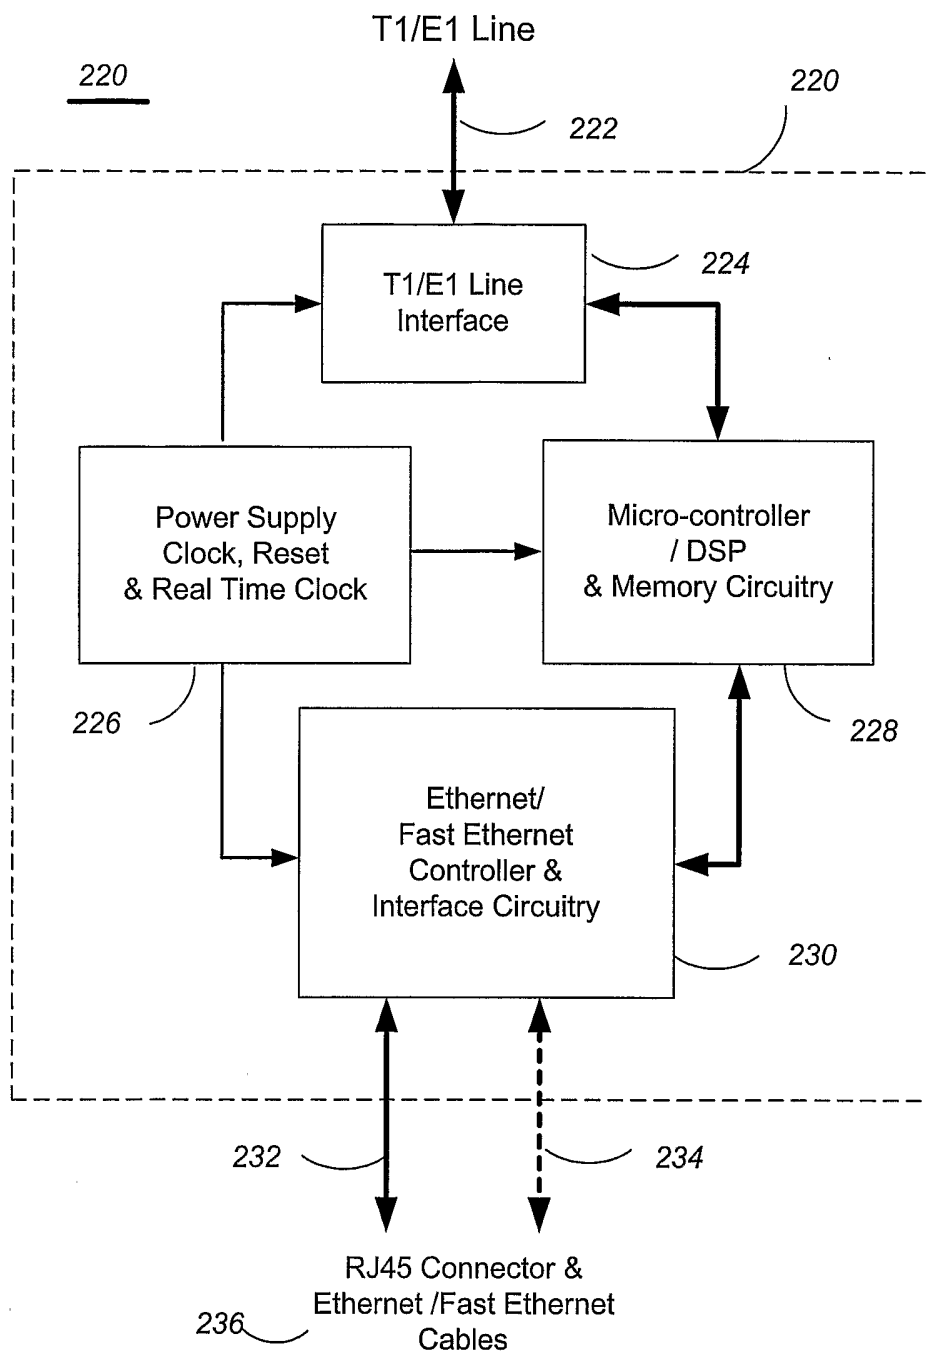 T1/E1 Line
220
220
222
224
T1/E1 Line
Interface
Power Supply
Clock, Reset
& Real Time Clock
Micro-controller
/ DSP
& Memory Circuitry
226
228
Ethernet/
Fast Ethernet
Controller &
Interface Circuitry
230
232
234
RJ45 Connector &
Ethernet /Fast Ethernet
Cables
236